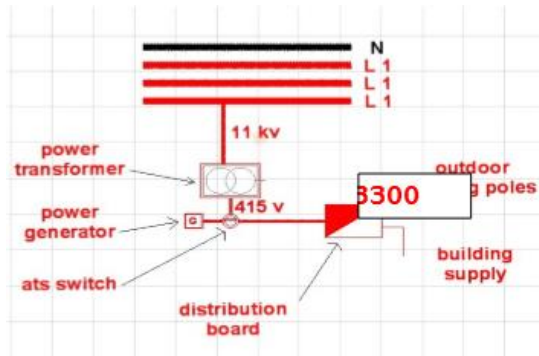 N
L 1
L 1
L 1
11 kv
power
transformer
415 v
outdoor
poles
3300
power
generator
G
ats switch
building
supply
distribution
board